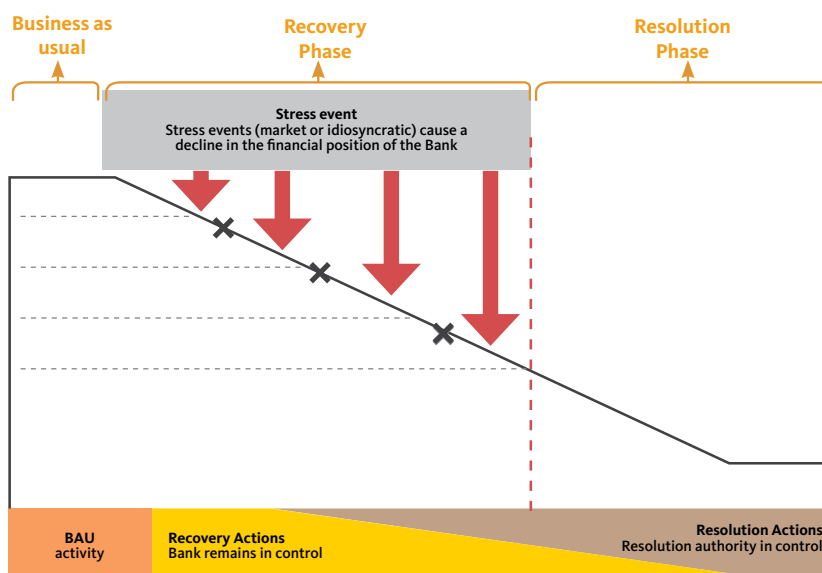 Business as
usual
Recovery
Phase
Resolution
Phase
Stress event
Stress events (market or idiosyncratic) cause a
decline in the financial position of the Bank
BAU
activity
Recovery Actions
Bank remains in control
Resolution Actions
Resolution authority in control